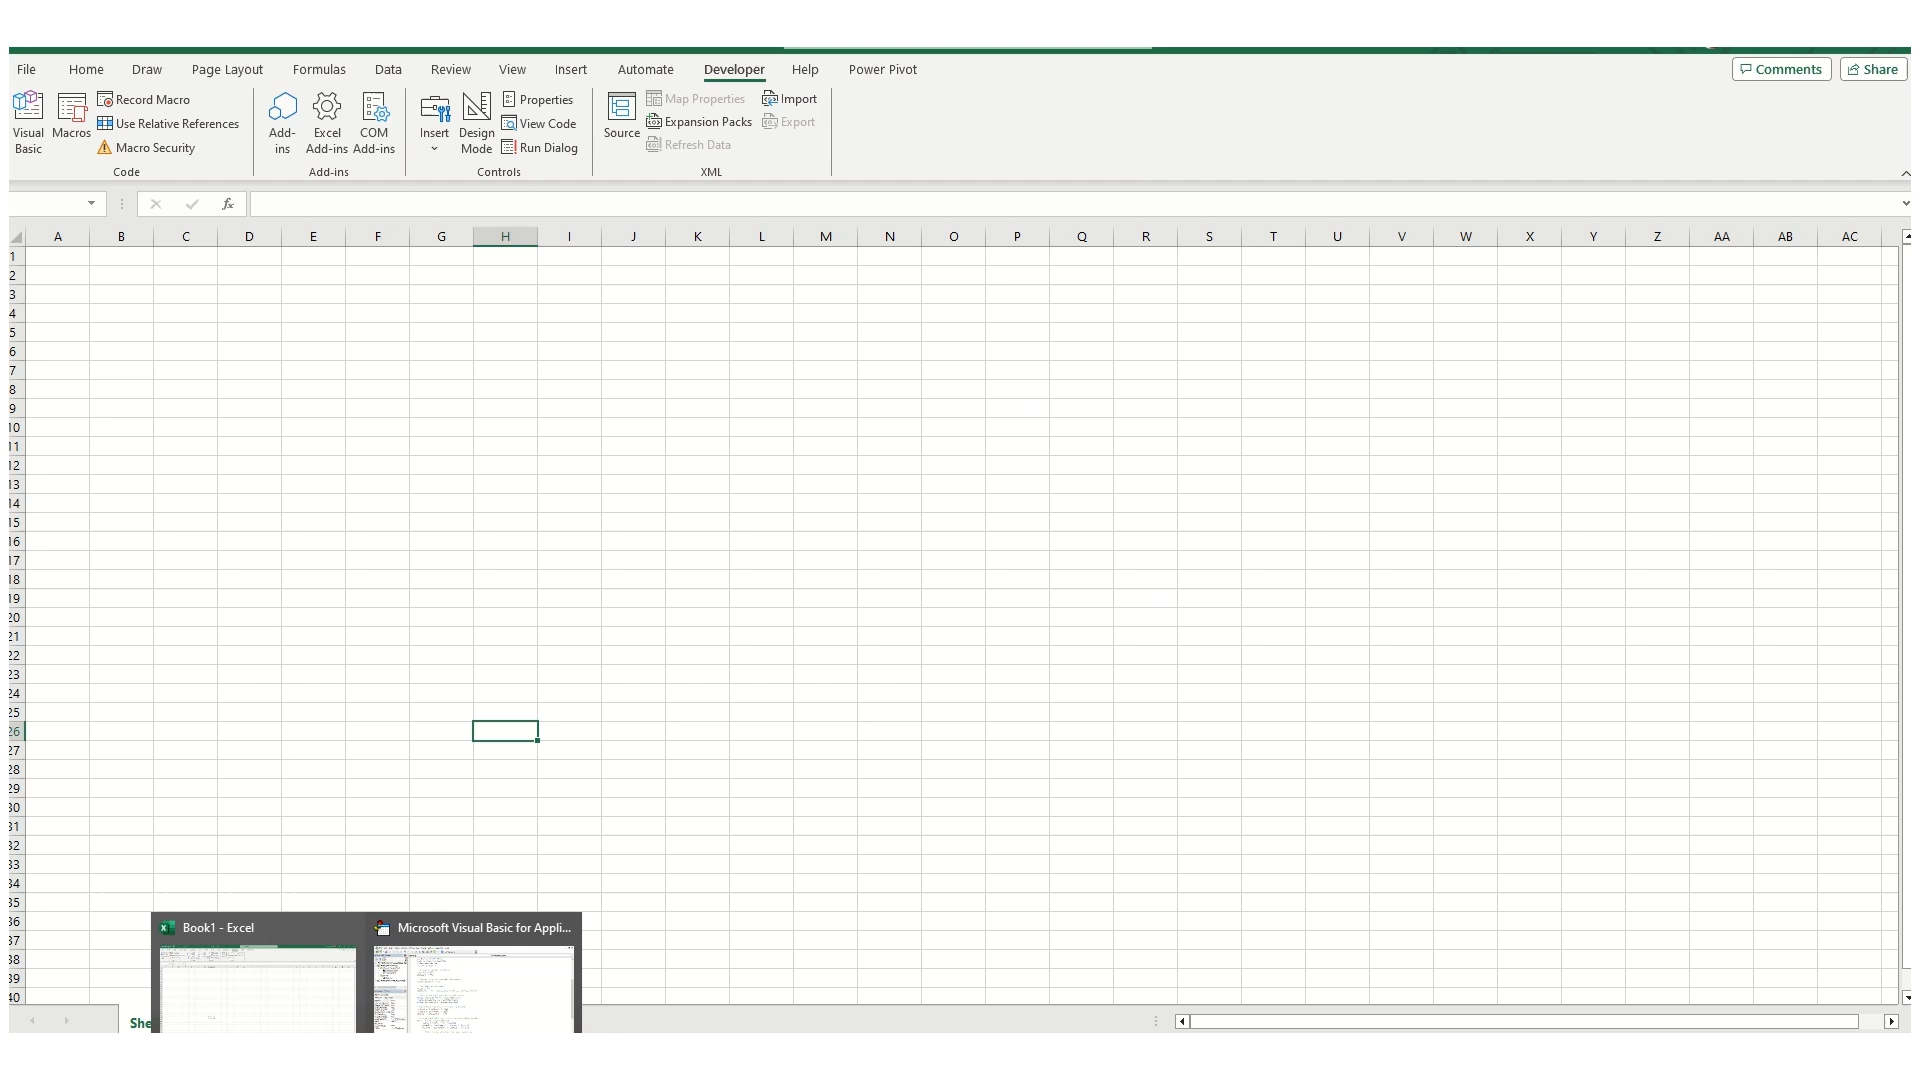 File Home Draw Page Layout Formulas Data Review View Insert Automate Developer Help Power Pivot Comments Share
Visual Basic
Macros
Record Macro
Use Relative References
Macro Security
Code
Add-ins
Excel Add-ins
COM Add-ins
Add-ins
Insert
Design Mode
Properties
View Code
Run Dialog
Controls
Source
Map Properties
Expansion Packs
Refresh Data
Import
Export
XML
fx
A B C D E F G H I J K L M N O P Q R S T U V W X Y Z AA AB AC
1
2
3
4
5
6
7
8
9
10
11
12
13
14
15
16
17
18
19
20
21
22
23
24
25
26
27
28
29
30
31
32
33
34
35
36
37
38
39
40
Book1 - Excel
Microsoft Visual Basic for Appli...
She